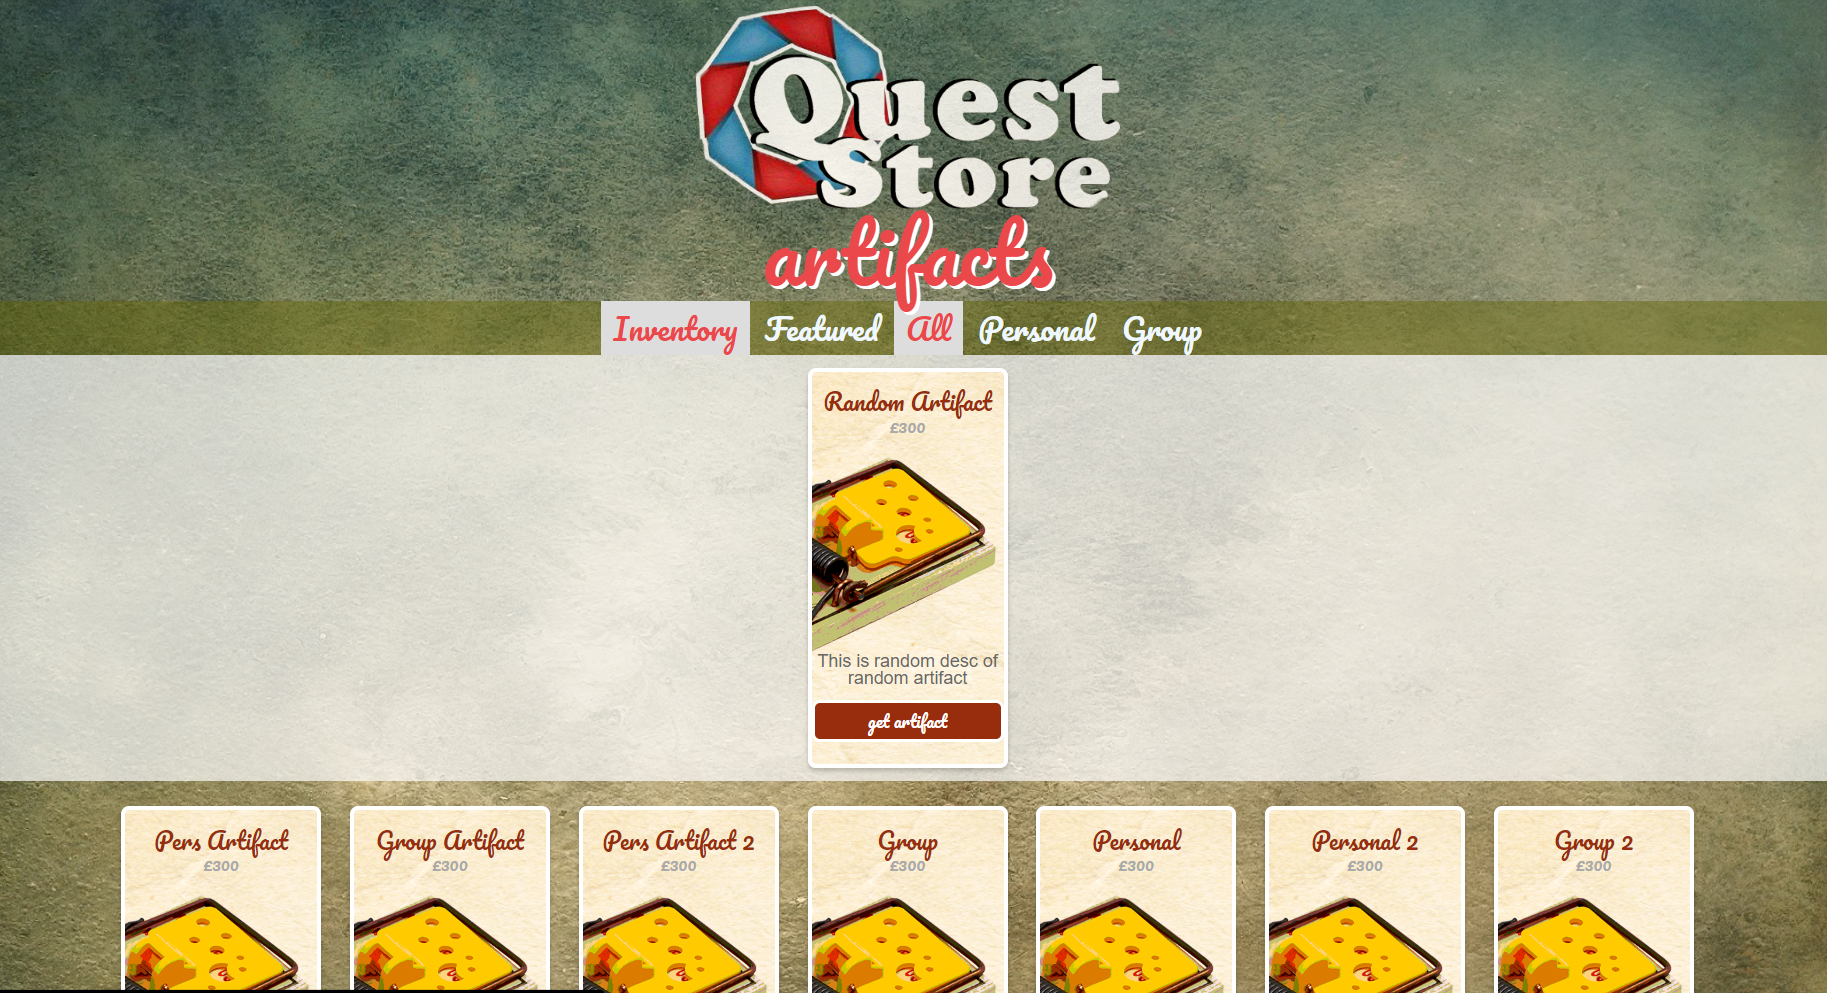 Quest
Store
artifacts
Inventory Featured All Personal Group
Random Artifact
£300
This is random desc of
random artifact
get artifact
Pers Artifact
£300
Group Artifact
£300
Pers Artifact 2
£300
Group
£300
Personal
£300
Personal 2
£300
Group 2
£300